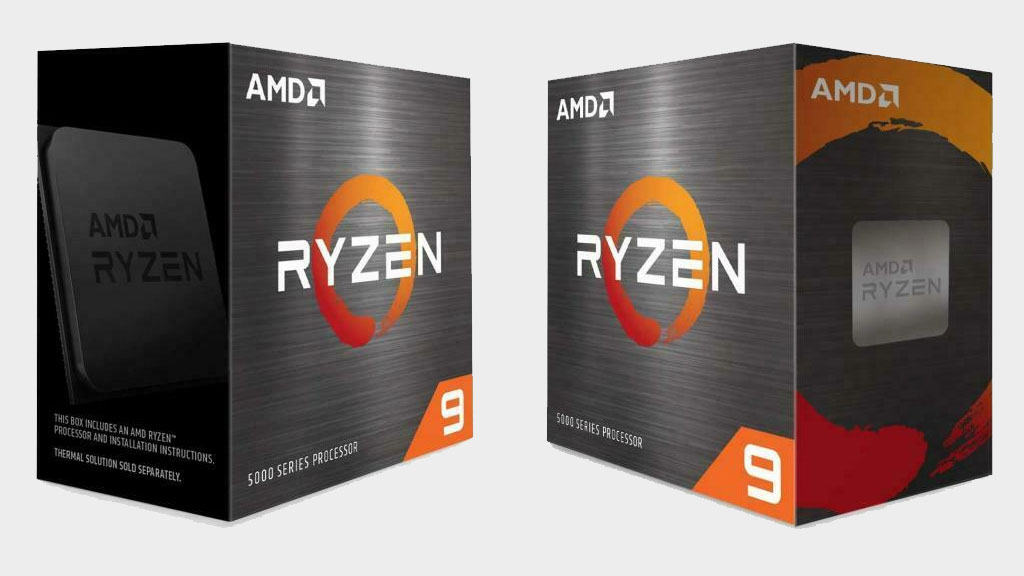 AMD
RYZEN
THIS BOX INCLUDES AN AMD RYZEN™
PROCESSOR AND INSTALLATION INSTRUCTIONS.
THERMAL SOLUTION SOLD SEPARATELY.
AMD
RYZEN
9
5000 SERIES PROCESSOR
AMD
RYZEN
5000 SERIES PROCESSOR
9
AMD
AMD
RYZEN